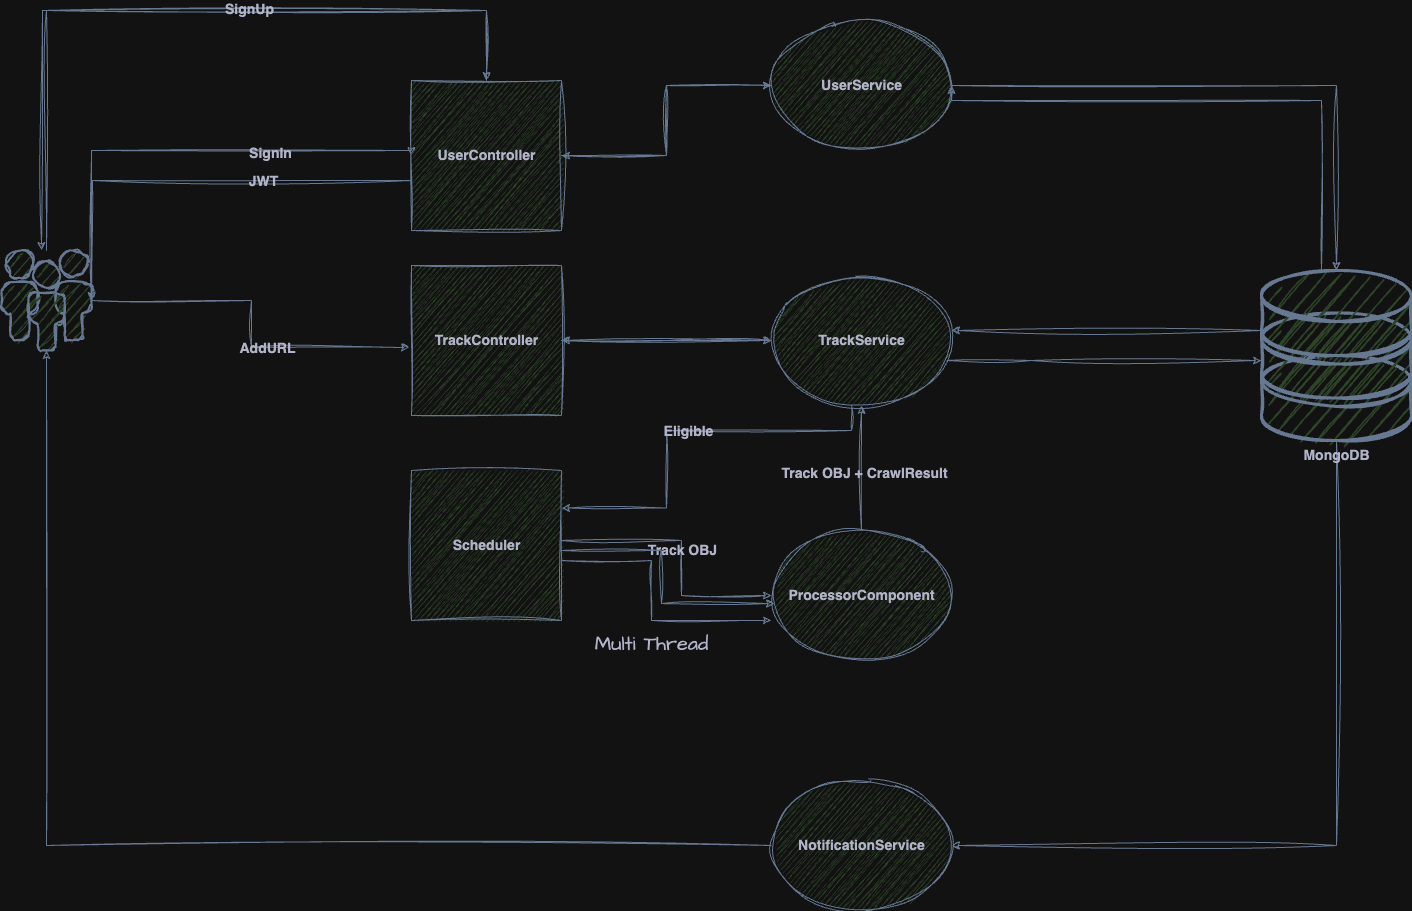 SignUp
UserService
SignIn
UserController
JWT
AddURL
TrackController
TrackService
Eligible
MongoDB
Track OBJ + CrawlResult
Scheduler
Track OBJ
ProcessorComponent
Multi Thread
NotificationService